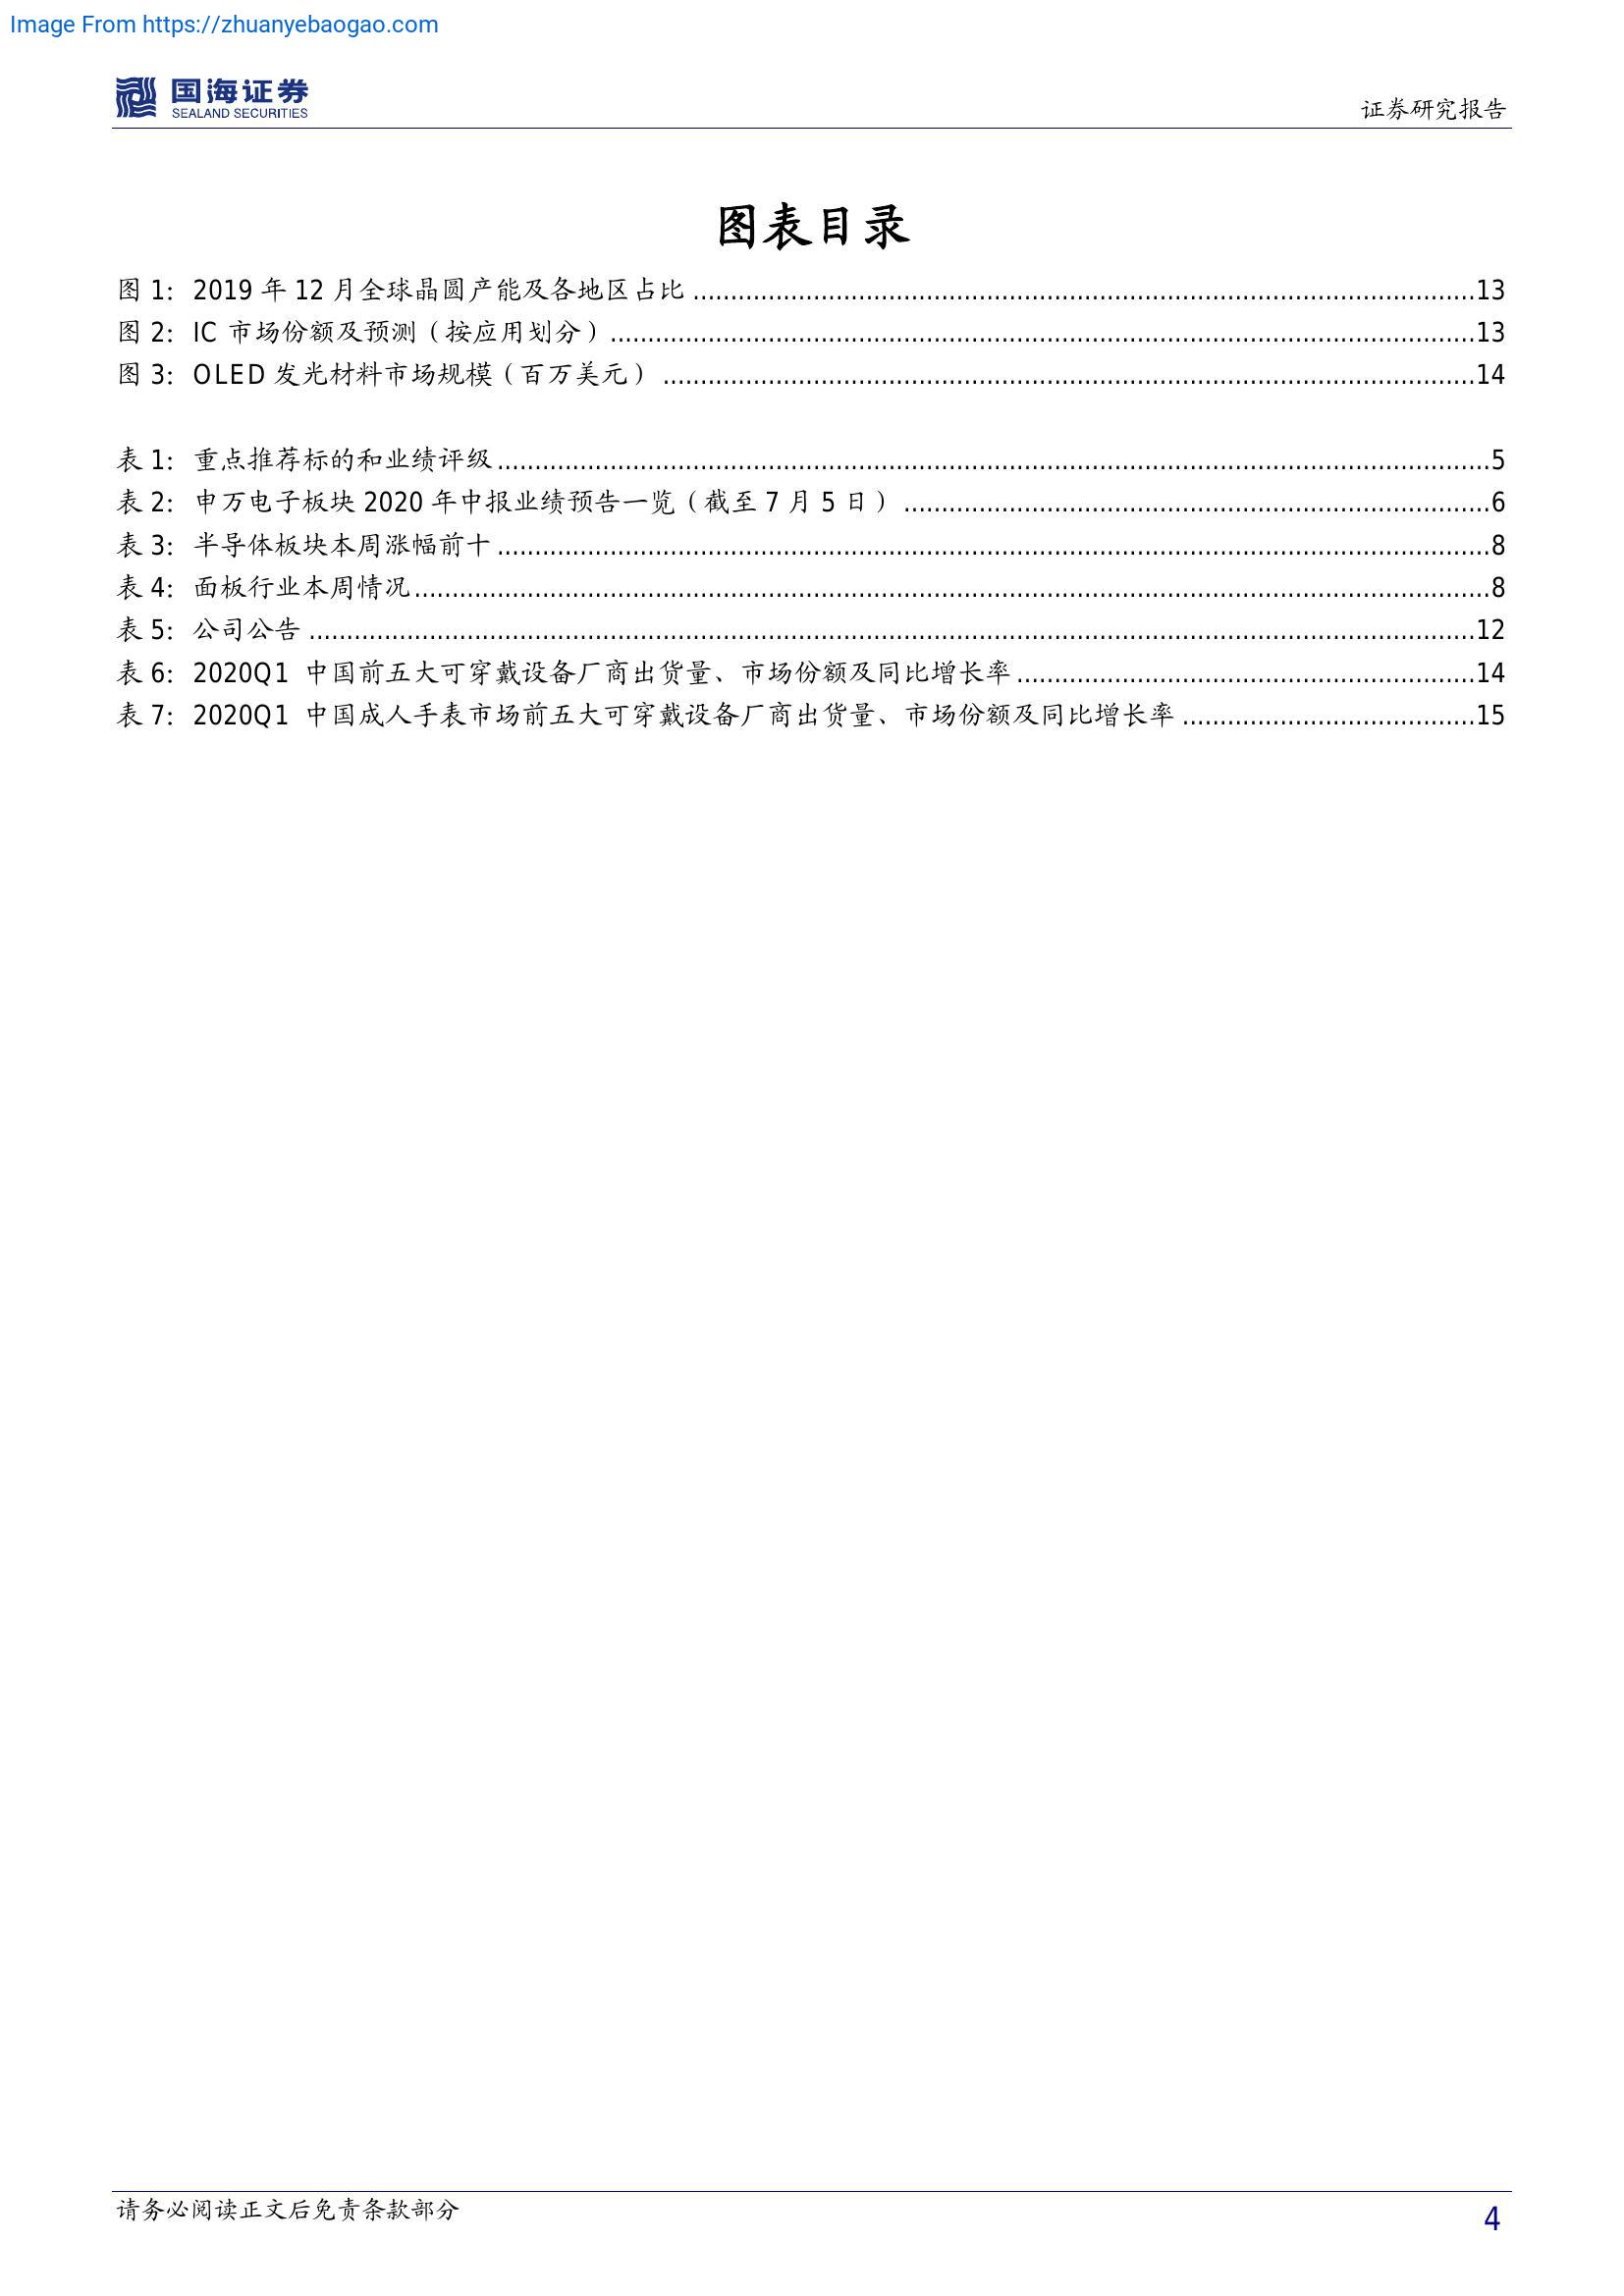 Image From https://zhuanyebaogao.com
国海证券
SEALAND SECURITIES
证券研究报告
图表目录
图 1: 2019 年 12 月全球晶圆产能及各地区占比 ........................................ 13
图 2: IC 市场份额及预测（按应用划分） ........................................ 13
图 3: OLED 发光材料市场规模（百万美元） ........................................ 14
表 1: 重点推荐标的和业绩评级 ........................................ 5
表 2: 申万电子板块 2020 年中报业绩预告一览（截至 7 月 5 日） ........................................ 6
表 3: 半导体板块本周涨幅前十 ........................................ 8
表 4: 面板行业本周情况 ........................................ 8
表 5: 公司公告 ........................................ 12
表 6: 2020Q1 中国前五大可穿戴设备厂商出货量、市场份额及同比增长率 ........................................ 14
表 7: 2020Q1 中国成人手表市场前五大可穿戴设备厂商出货量、市场份额及同比增长率 ........................................ 15
请务必阅读正文后免责条款部分
4